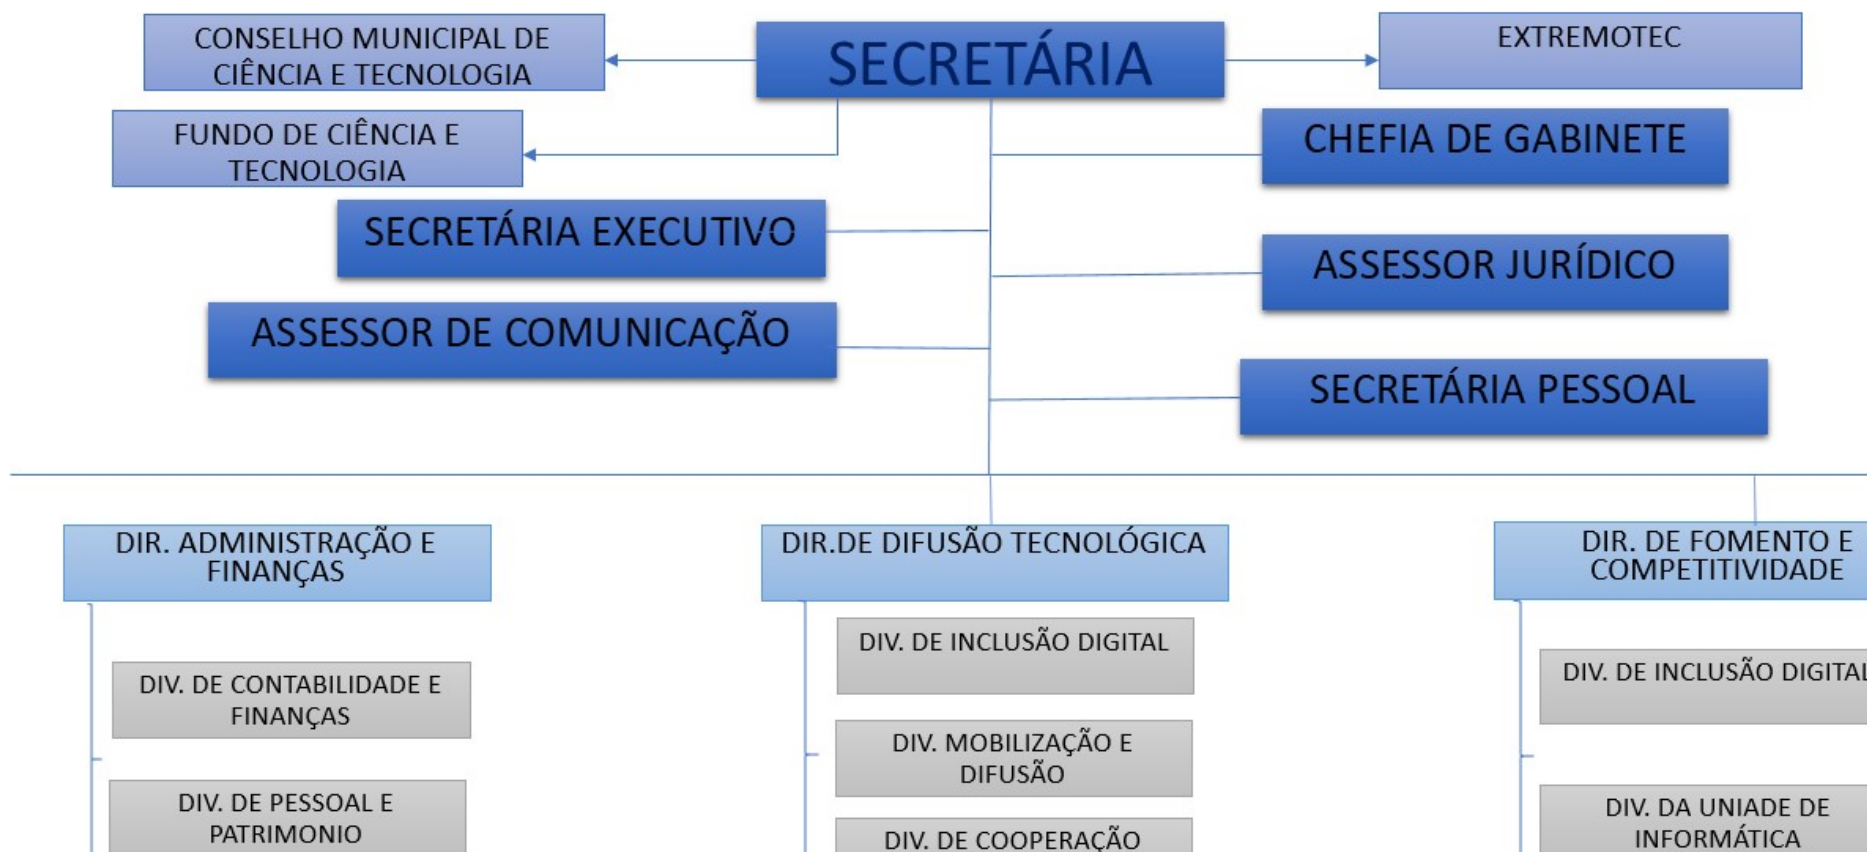 CONSELHO MUNICIPAL DE
CIÊNCIA E TECNOLOGIA
SECRETÁRIA
EXTREMOTEC
FUNDO DE CIÊNCIA E
TECNOLOGIA
CHEFIA DE GABINETE
SECRETÁRIA EXECUTIVO
ASSESSOR JURÍDICO
ASSESSOR DE COMUNICAÇÃO
SECRETÁRIA PESSOAL
DIR. ADMINISTRAÇÃO E
FINANÇAS
DIV. DE CONTABILIDADE E
FINANÇAS
DIV. DE PESSOAL E
PATRIMONIO
DIR.DE DIFUSÃO TECNOLÓGICA
DIV. DE INCLUSÃO DIGITAL
DIV. MOBILIZAÇÃO E
DIFUSÃO
DIV. DE COOPERAÇÃO
DIR. DE FOMENTO E
COMPETITIVIDADE
DIV. DE INCLUSÃO DIGITAL
DIV. DA UNIADE DE
INFORMÁTICA